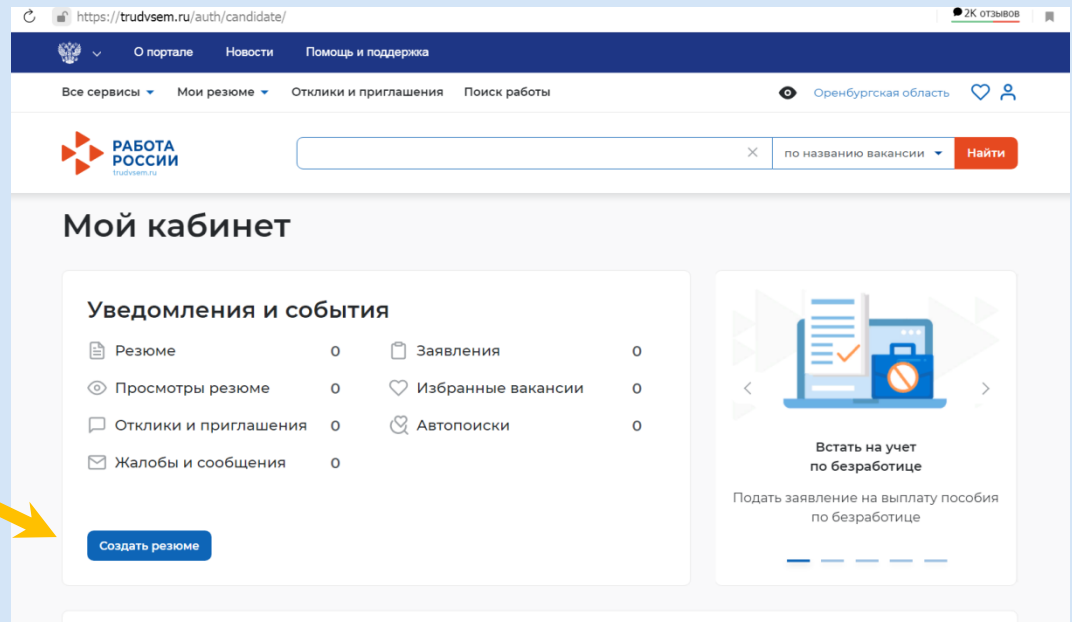 https://trudvsem.ru/auth/candidate/ 2K отзывов
О портале Новости Помощь и поддержка
Все сервисы Мои резюме Отклики и приглашения Поиск работы Оренбургская область
РАБОТА
РОССИИ
trudvsem.ru
по названию вакансии Найти
Мой кабинет
Уведомления и события
Резюме 0 Заявления 0
Просмотры резюме 0 Избранные вакансии 0
Отклики и приглашения 0 Автопоиски 0
Жалобы и сообщения 0
Создать резюме
Встать на учет
по безработице
Подать заявление на выплату пособия
по безработице